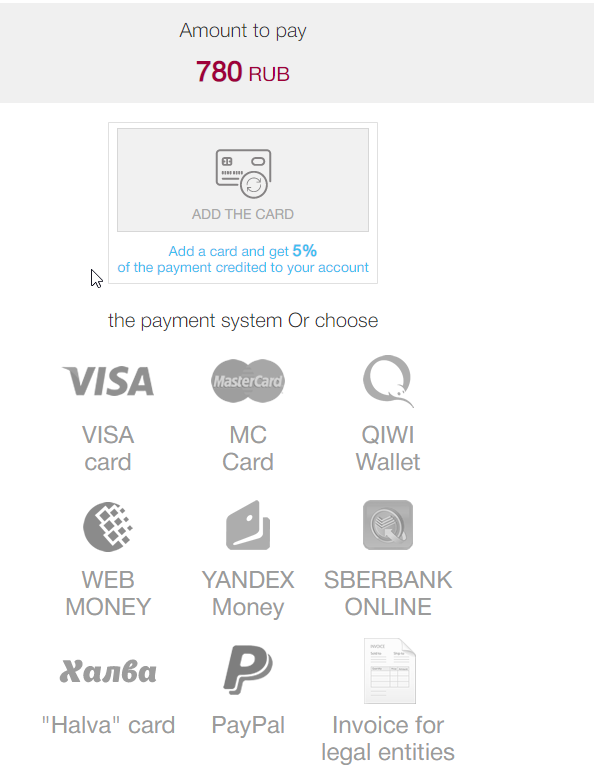 Amount to pay
780 RUB
ADD THE CARD
Add a card and get 5%
of the payment credited to your account
the payment system Or choose
VISA
MasterCard
VISA
card
MC
Card
QIWI
Wallet
WEB
MONEY
YANDEX
Money
SBERBANK
ONLINE
Халва
INVOICE
"Halva" card
PayPal
Invoice for
legal entities